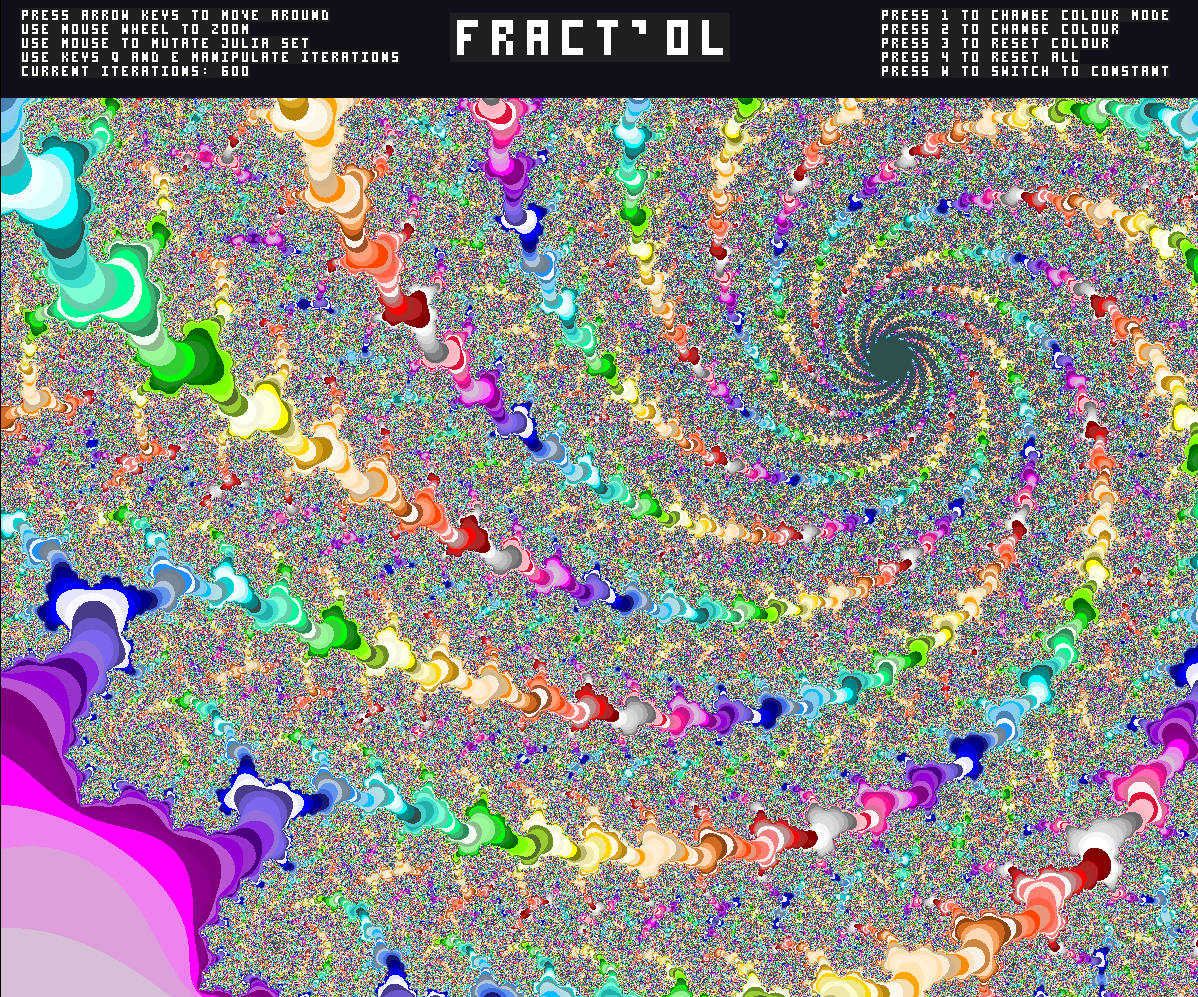 PRESS ARROW KEYS TO MOVE AROUND
USE MOUSE WHEEL TO ZOOM
USE MOUSE TO MUTATE JULIA SET
USE KEYS Q AND E MANIPULATE ITERATIONS
CURRENT ITERATIONS: 600
FRACT'OL
PRESS 1 TO CHANGE COLOUR MODE
PRESS 2 TO CHANGE COLOUR
PRESS 3 TO RESET COLOUR
PRESS 4 TO RESET ALL
PRESS W TO SWITCH TO CONSTANT